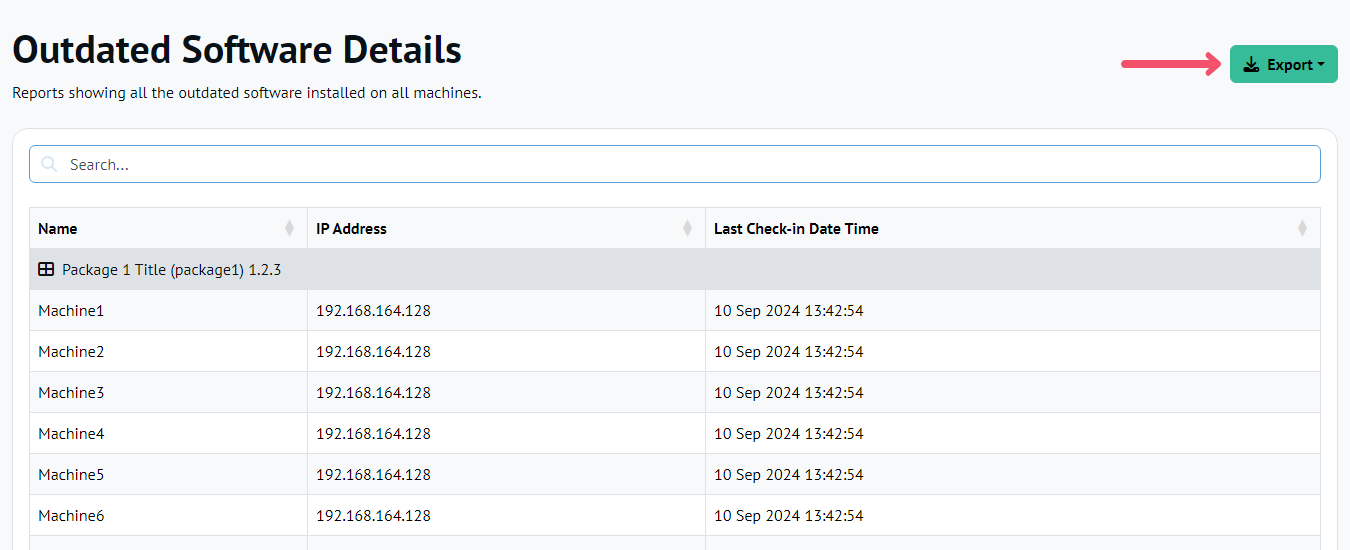 Outdated Software Details
Export
Reports showing all the outdated software installed on all machines.
Search...
Name IP Address Last Check-in Date Time
Package 1 Title (package1) 1.2.3
Machine1 192.168.164.128 10 Sep 2024 13:42:54
Machine2 192.168.164.128 10 Sep 2024 13:42:54
Machine3 192.168.164.128 10 Sep 2024 13:42:54
Machine4 192.168.164.128 10 Sep 2024 13:42:54
Machine5 192.168.164.128 10 Sep 2024 13:42:54
Machine6 192.168.164.128 10 Sep 2024 13:42:54